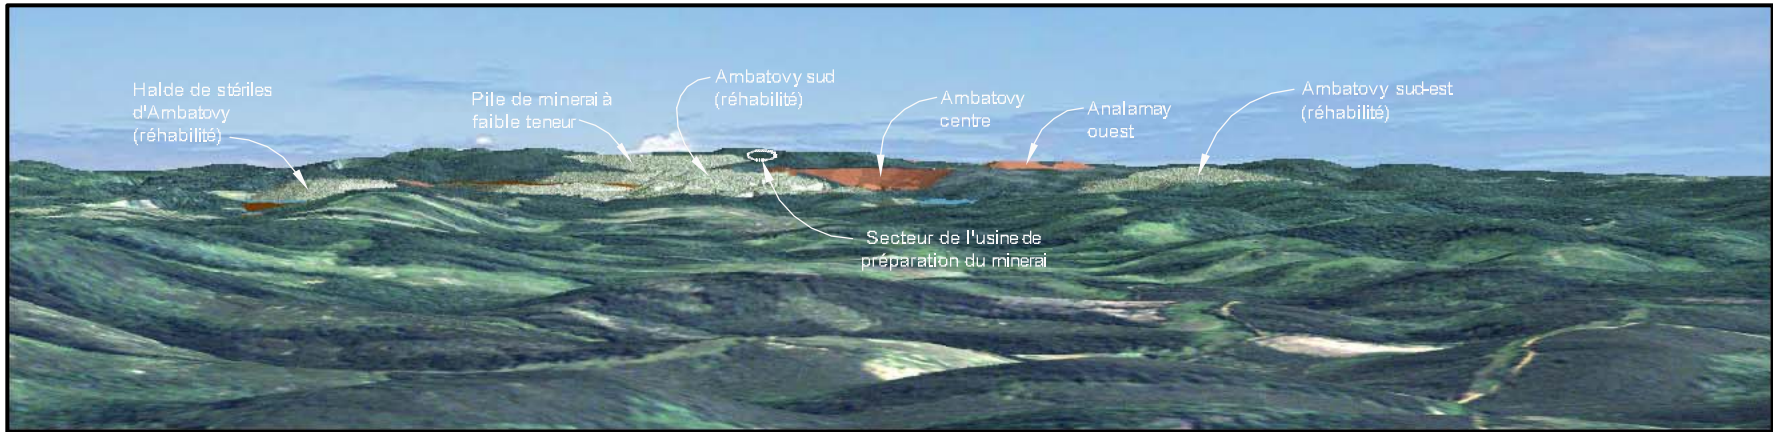 Halde de stériles
d'Ambatovy
(réhabilité)
Pile de minerai à
faible teneur
Ambatovy sud
(réhabilité)
Ambatovy
centre
Analamay
ouest
Ambatovy sud-est
(réhabilité)
Secteur de l'usine de
préparation du minerai